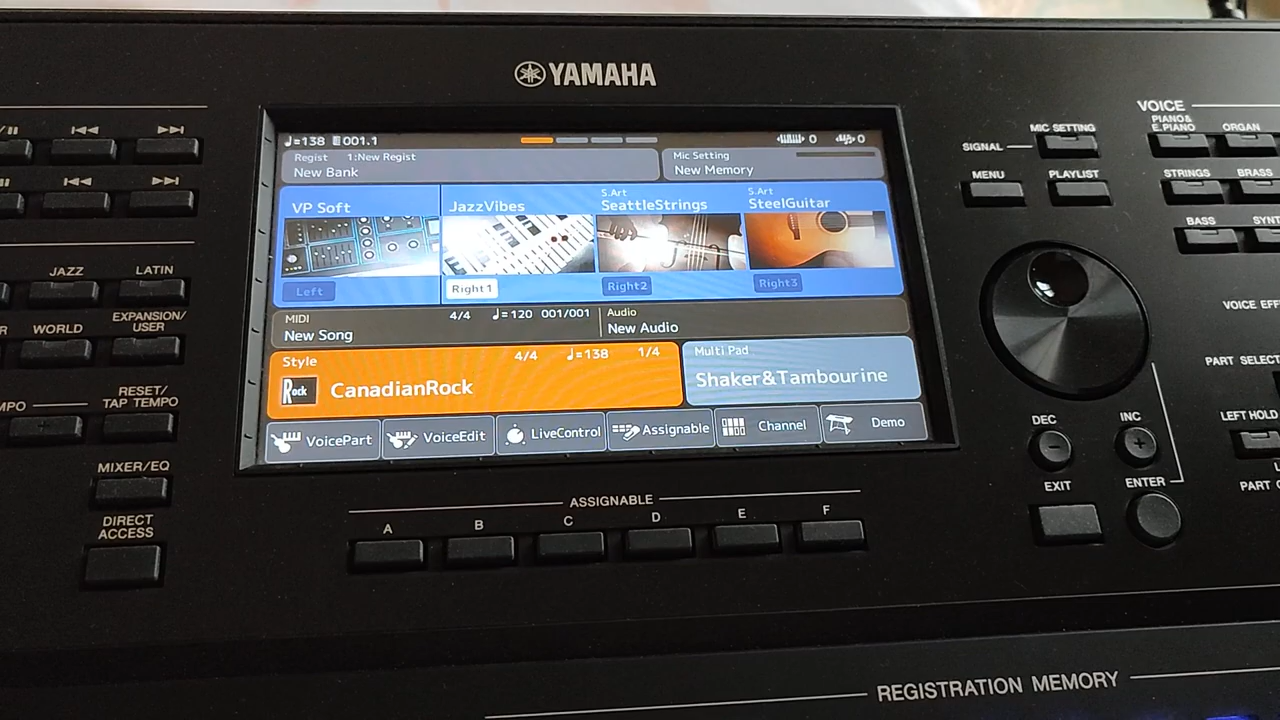 YAMAHA
VOICE
PIANO &
E.PIANO
ORGAN
MIC SETTING
SIGNAL
MENU
PLAYLIST
STRINGS
BRASS
BASS
♩=138 001.1
0 0
Regist 1:New Regist
New Bank
Mic Setting
New Memory
VP Soft
Left
JazzVibes
Right1
S.Art
SeattleStrings
Right2
S.Art
SteelGuitar
Right3
MIDI 4/4 ♩=120 001/001
New Song
Audio
New Audio
Style 4/4 ♩=138 1/4
Rock
CanadianRock
Multi Pad
Shaker&Tambourine
VoicePart
VoiceEdit
LiveControl
Assignable
Channel
Demo
JAZZ
LATIN
WORLD
EXPANSION/
USER
RESET/
TAP TEMPO
+
MIXER/EQ
DIRECT
ACCESS
ASSIGNABLE
A B C D E F
DEC
-
INC
+
EXIT
ENTER
VOICE EFF
PART SELECT
LEFT HOLD
REGISTRATION MEMORY